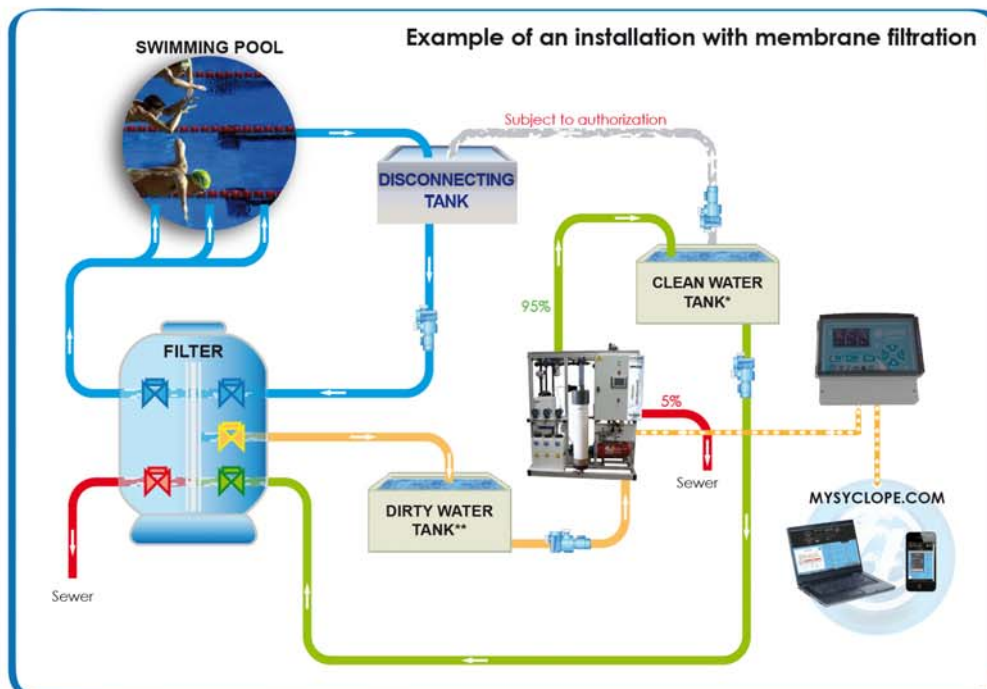 Example of an installation with membrane filtration
SWIMMING POOL
Subject to authorization
DISCONNECTING
TANK
CLEAN WATER
TANK*
95%
FILTER
5%
Sewer
DIRTY WATER
TANK**
MYSYCLOPE.COM
Sewer